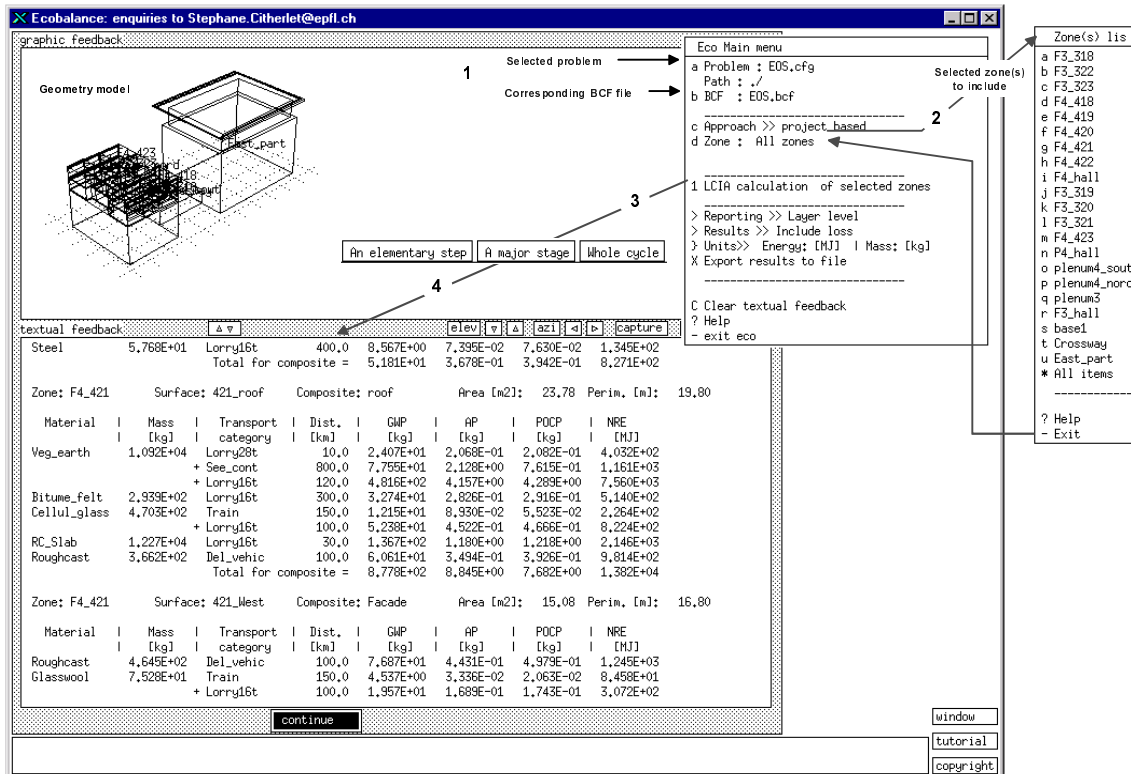 Ecobalance: enquiries to Stephane.Citherlet@epfl.ch
graphic feedback
Geometry model
East_part
1
Selected problem
Corresponding BCF file
Eco Main menu
a Problem : EOS.cfg
Path : ./
b BCF : EOS.bcf
c Approach >> project_based
d Zone : All zones
1 LCIA calculation of selected zones
> Reporting >> Layer level
> Results >> Include loss
} Units>> Energy: [MJ] | Mass: [kg]
X Export results to file
C Clear textual feedback
? Help
- exit eco
Selected zone(s)
to include
2
3
4
An elementary step A major stage Whole cycle
Zone(s) lis
a F3_318
b F3_322
c F3_323
d F4_418
e F4_419
f F4_420
g F4_421
h F4_422
i F4_hall
j F3_319
k F3_320
l F3_321
m F4_423
n P4_hall
o plenum4_sout
p plenum4_nord
q plenum3
r F3_hall
s base1
t Crossway
u East_part
* All items
? Help
- Exit
textual feedback elev azi capture
Steel 5.768E+01 Lorry16t 400.0 8.567E+00 7.395E-02 7.630E-02 1.345E+02
Total for composite = 5.181E+01 3.678E-01 3.942E-01 8.271E+02
Zone: F4_421 Surface: 421_roof Composite: roof Area [m2]: 23.78 Perim. [m]: 19.80
Material | Mass | Transport | Dist. | GWP | AP | POCP | NRE
| [kg] | category | [km] | [kg] | [kg] | [kg] | [MJ]
Veg_earth 1.092E+04 Lorry28t 10.0 2.407E+01 2.068E-01 2.082E-01 4.032E+02
+ See_cont 800.0 7.755E+01 2.128E+00 7.615E-01 1.161E+03
+ Lorry16t 120.0 4.816E+02 4.157E+00 4.289E+00 7.560E+03
Bitume_felt 2.939E+02 Lorry16t 300.0 3.274E+01 2.826E-01 2.916E-01 5.140E+02
Cellul_glass 4.703E+02 Train 150.0 1.215E+01 8.930E-02 5.523E-02 2.264E+02
+ Lorry16t 100.0 5.238E+01 4.522E-01 4.666E-01 8.224E+02
RC_Slab 1.227E+04 Lorry16t 30.0 1.367E+02 1.180E+00 1.218E+00 2.146E+03
Roughcast 3.662E+02 Del_vehic 100.0 6.061E+01 3.494E-01 3.926E-01 9.814E+02
Total for composite = 8.778E+02 8.845E+00 7.682E+00 1.382E+04
Zone: F4_421 Surface: 421_West Composite: Facade Area [m2]: 15.08 Perim. [m]: 16.80
Material | Mass | Transport | Dist. | GWP | AP | POCP | NRE
| [kg] | category | [km] | [kg] | [kg] | [kg] | [MJ]
Roughcast 4.645E+02 Del_vehic 100.0 7.687E+01 4.431E-01 4.979E-01 1.245E+03
Glasswool 7.528E+01 Train 150.0 4.537E+00 3.336E-02 2.063E-02 8.458E+01
+ Lorry16t 100.0 1.957E+01 1.689E-01 1.743E-01 3.072E+02
continue
window
tutorial
copyright